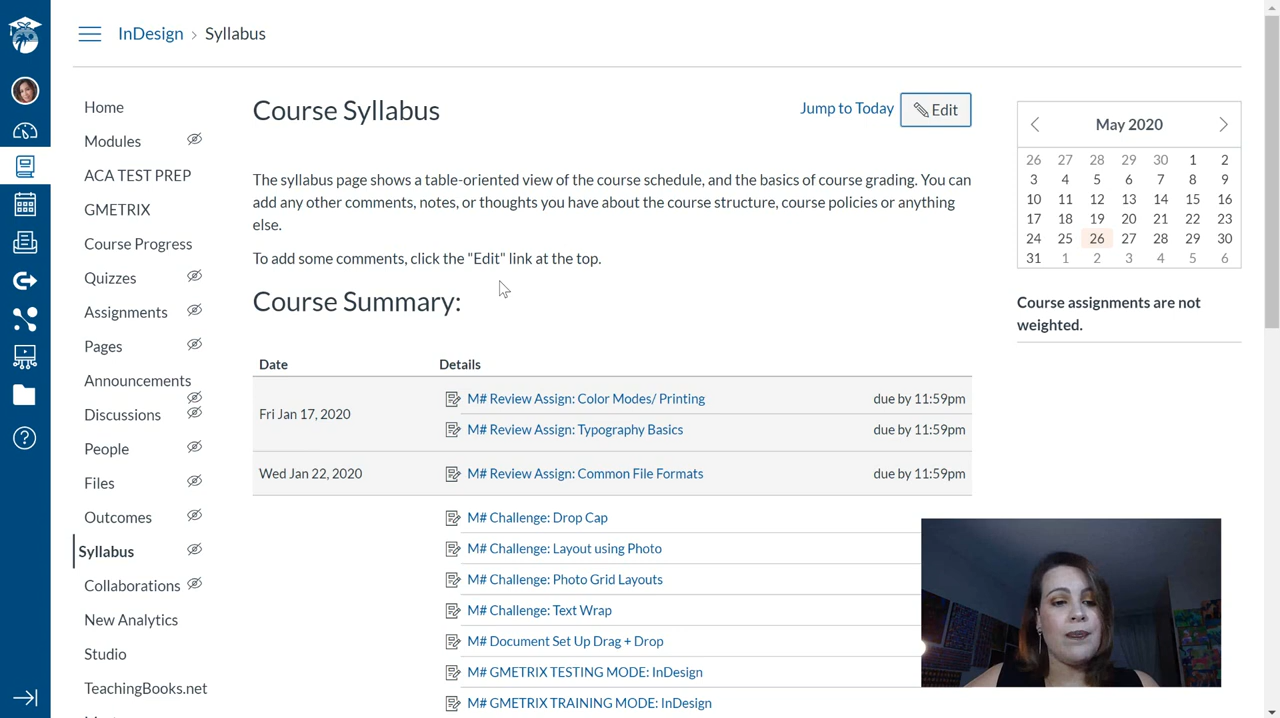 InDesign › Syllabus
Home
Modules
ACA TEST PREP
GMETRIX
Course Progress
Quizzes
Assignments
Pages
Announcements
Discussions
People
Files
Outcomes
Syllabus
Collaborations
New Analytics
Studio
TeachingBooks.net
Course Syllabus
Jump to Today
Edit
The syllabus page shows a table-oriented view of the course schedule, and the basics of course grading. You can
add any other comments, notes, or thoughts you have about the course structure, course policies or anything
else.
To add some comments, click the "Edit" link at the top.
Course Summary:
Date Details
Fri Jan 17, 2020
M# Review Assign: Color Modes/ Printing due by 11:59pm
M# Review Assign: Typography Basics due by 11:59pm
Wed Jan 22, 2020 M# Review Assign: Common File Formats due by 11:59pm
M# Challenge: Drop Cap
M# Challenge: Layout using Photo
M# Challenge: Photo Grid Layouts
M# Challenge: Text Wrap
M# Document Set Up Drag + Drop
M# GMETRIX TESTING MODE: InDesign
M# GMETRIX TRAINING MODE: InDesign
May 2020
26 27 28 29 30 1 2
3 4 5 6 7 8 9
10 11 12 13 14 15 16
17 18 19 20 21 22 23
24 25 26 27 28 29 30
31 1 2 3 4 5 6
Course assignments are not
weighted.